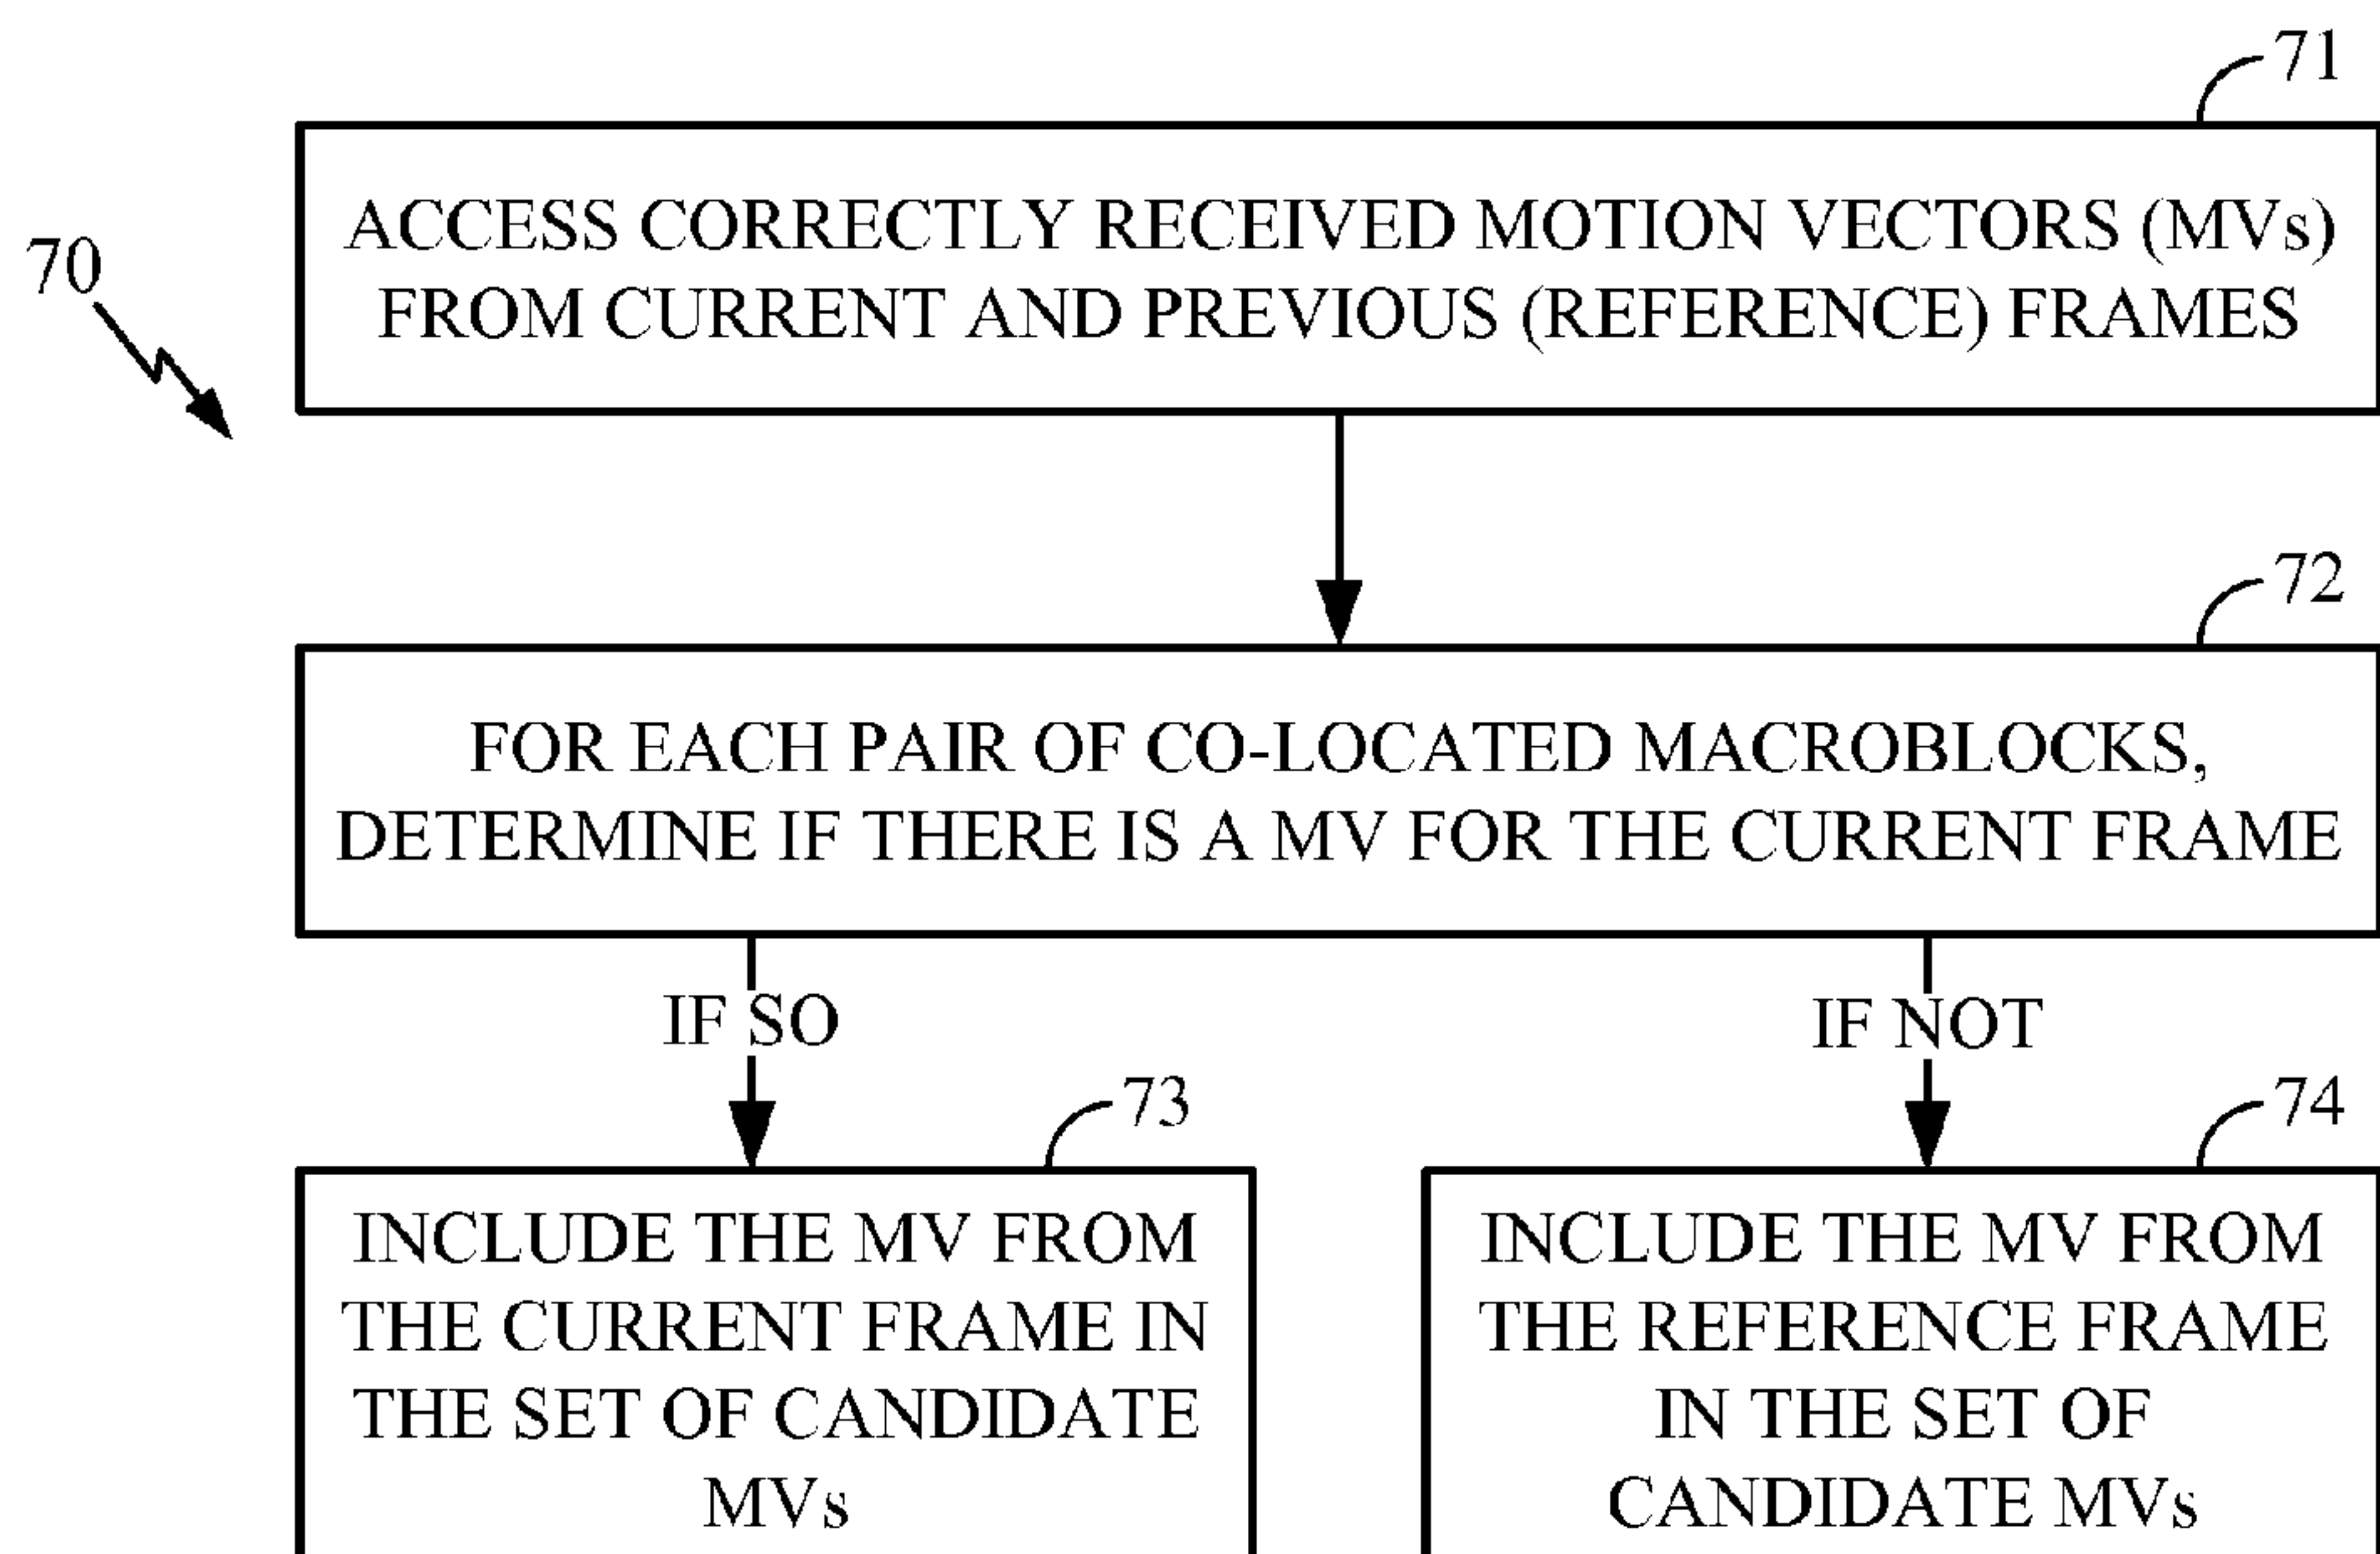 71
ACCESS CORRECTLY RECEIVED MOTION VECTORS (MVs)
FROM CURRENT AND PREVIOUS (REFERENCE) FRAMES
70
72
FOR EACH PAIR OF CO-LOCATED MACROBLOCKS,
DETERMINE IF THERE IS A MV FOR THE CURRENT FRAME
IF SO
IF NOT
73
INCLUDE THE MV FROM
THE CURRENT FRAME IN
THE SET OF CANDIDATE
MVs
74
INCLUDE THE MV FROM
THE REFERENCE FRAME
IN THE SET OF
CANDIDATE MVs